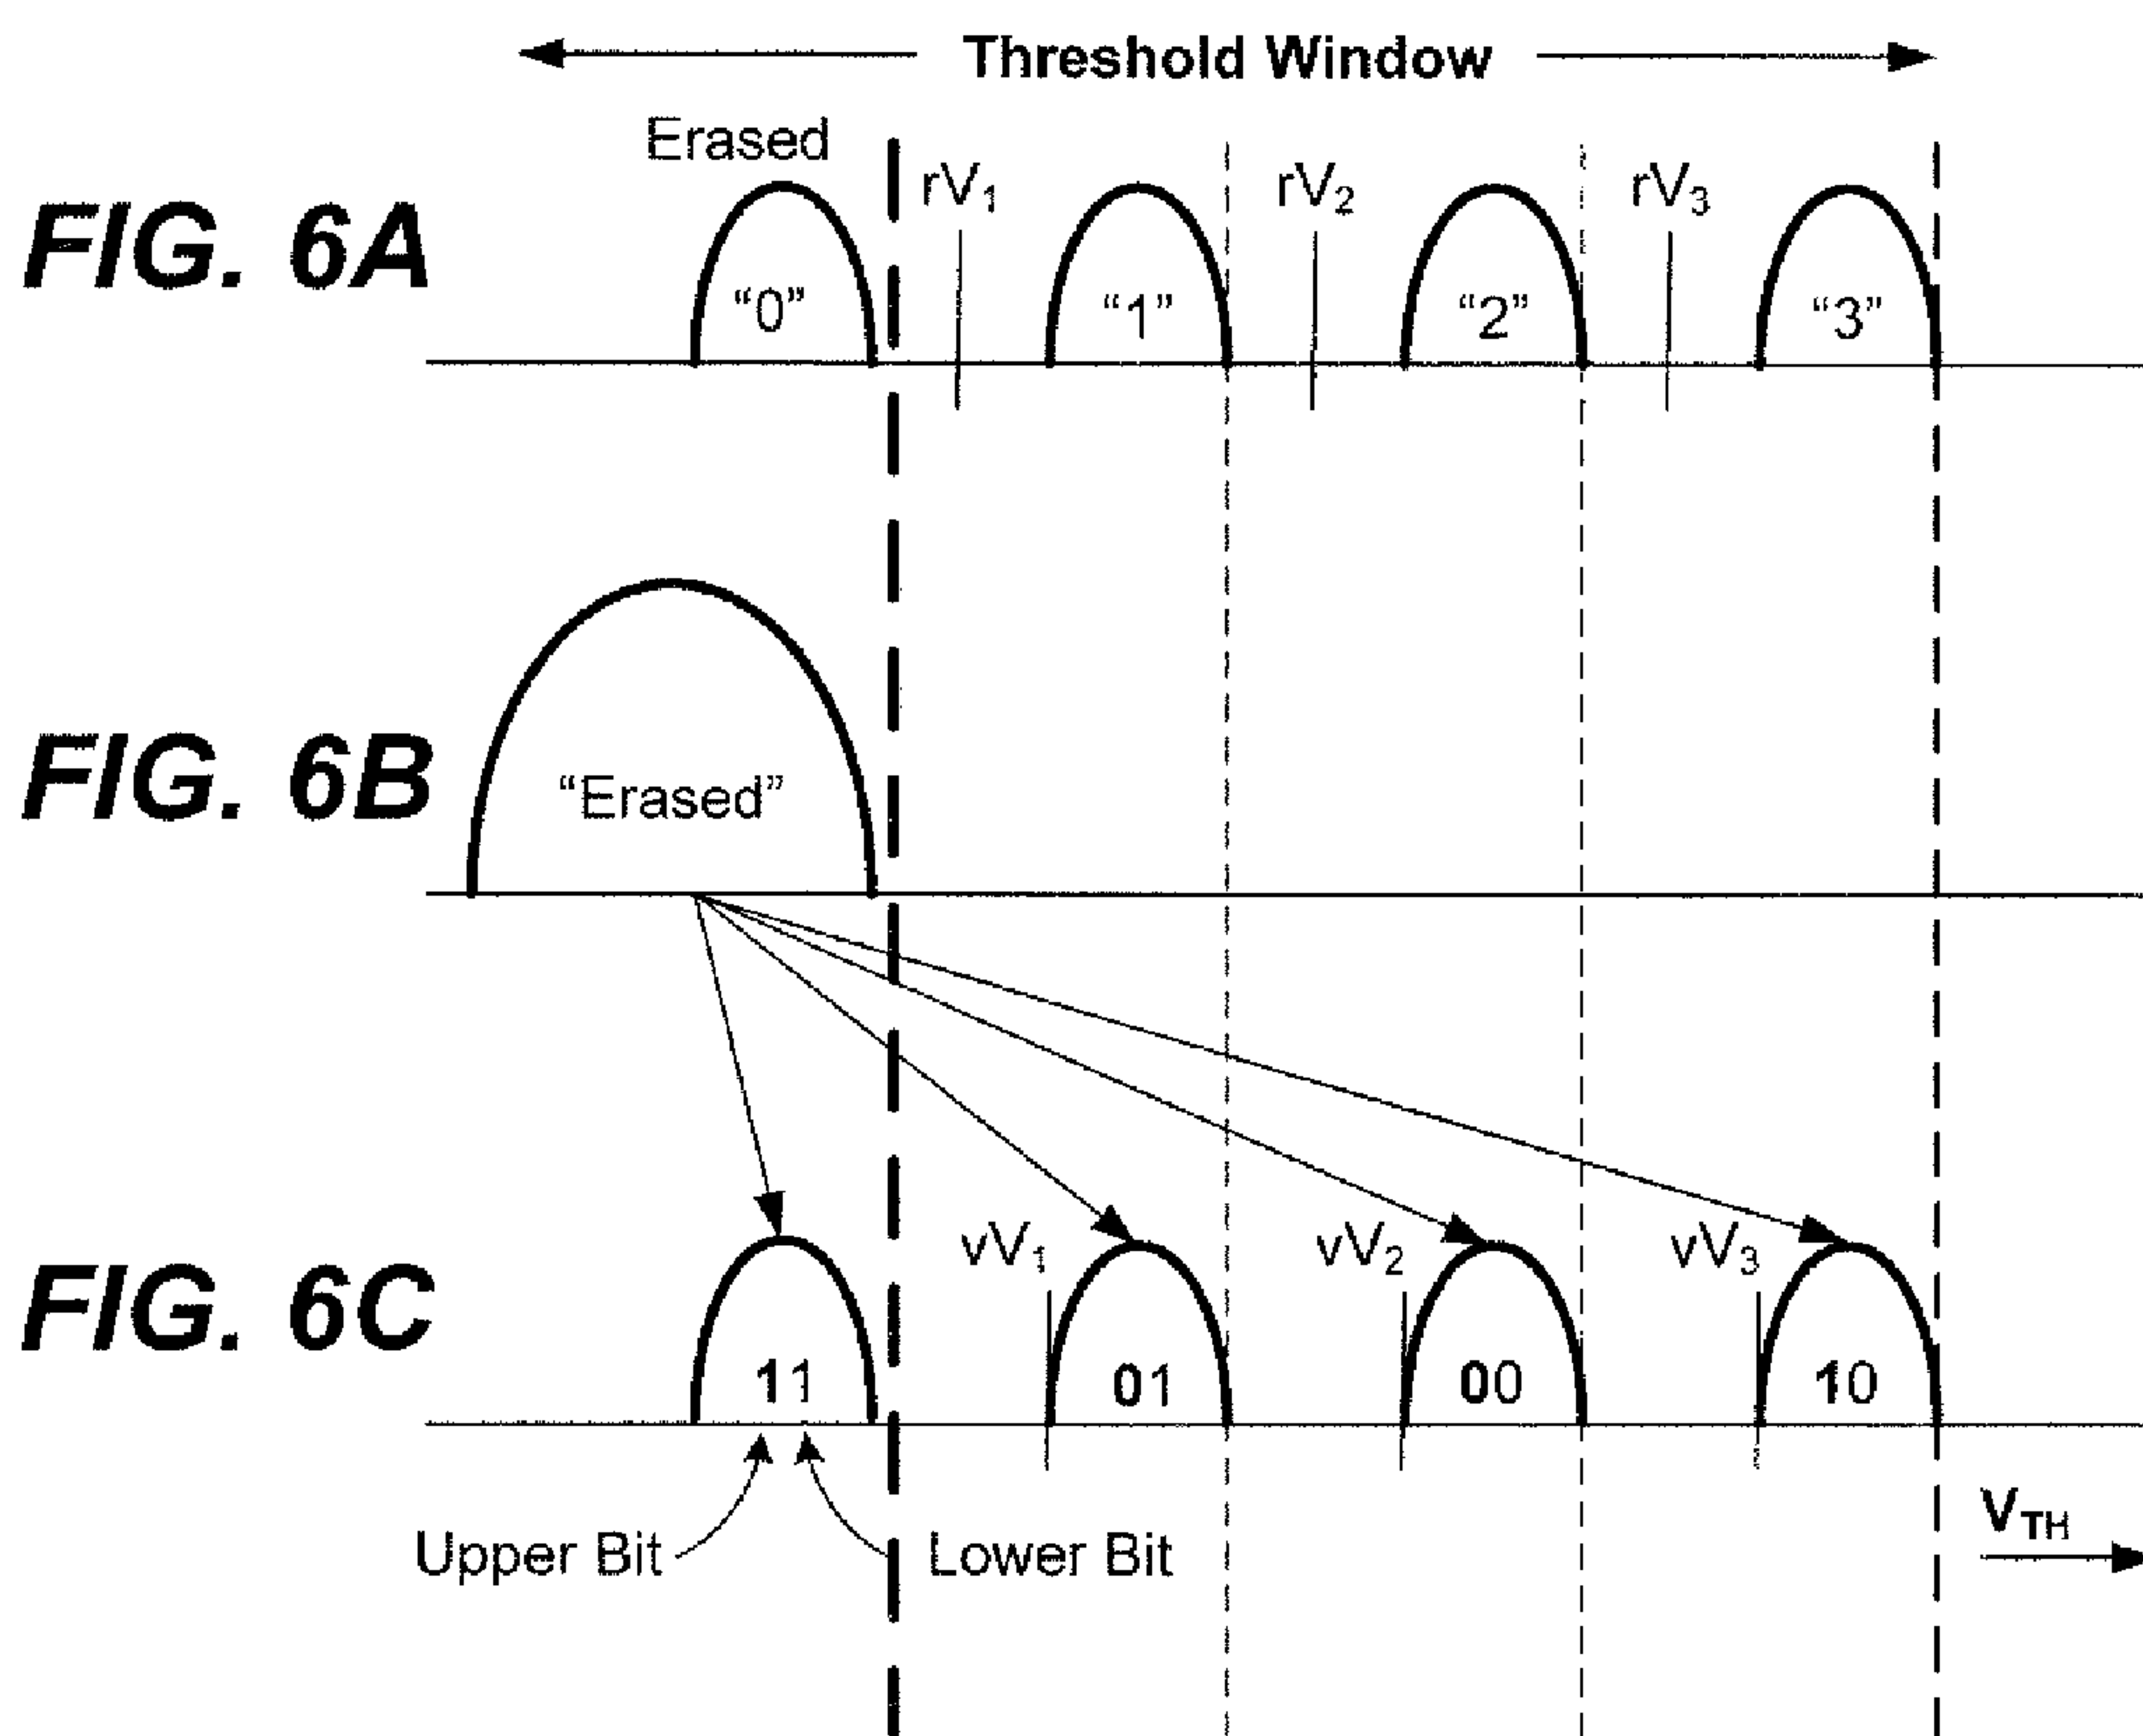 Threshold Window
Erased
FIG. 6A
rV₁ rV₂ rV₃
“0” “1” “2” “3”
FIG. 6B
“Erased”
FIG. 6C
vV₁ vV₂ vV₃
11 01 00 10
Upper Bit Lower Bit
V_TH